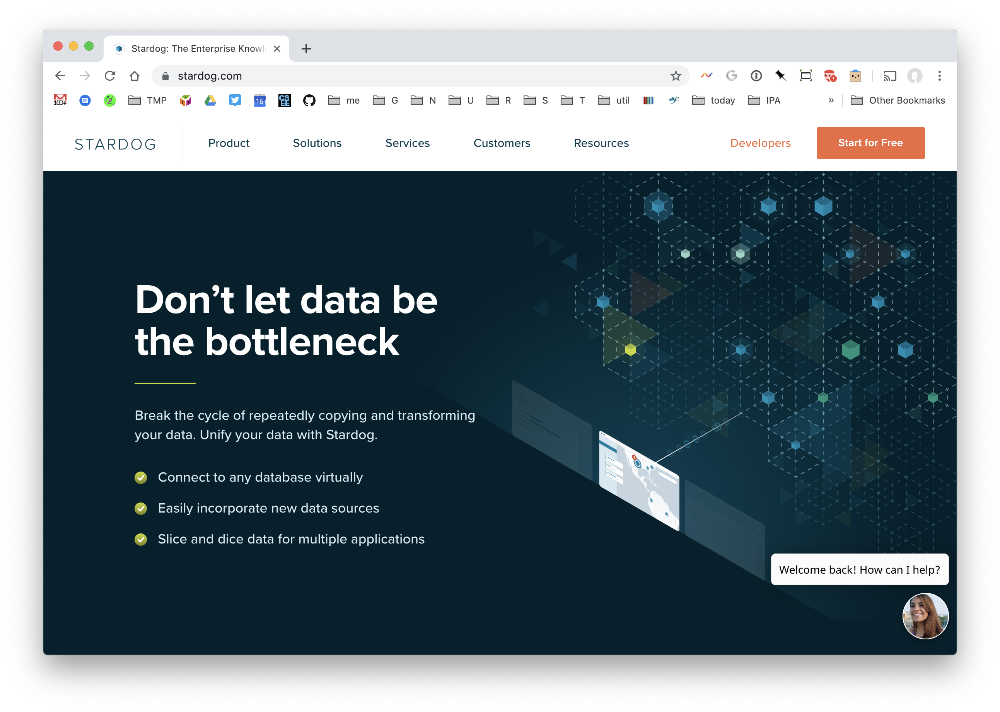 Stardog: The Enterprise Knowl
stardog.com
100+
TMP
16
CS
EE
me
G
N
U
R
S
T
util
today
IPA
»
Other Bookmarks
STARDOG
Product
Solutions
Services
Customers
Resources
Developers
Start for Free
Don’t let data be
the bottleneck
Break the cycle of repeatedly copying and transforming
your data. Unify your data with Stardog.
Connect to any database virtually
Easily incorporate new data sources
Slice and dice data for multiple applications
Welcome back! How can I help?